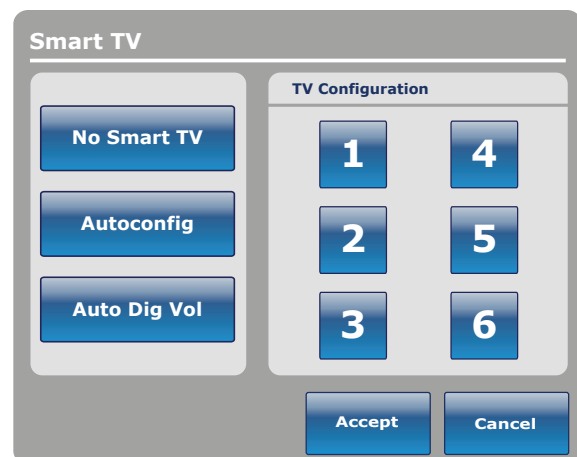 Smart TV
No Smart TV
Autoconfig
Auto Dig Vol
TV Configuration
1 4
2 5
3 6
Accept Cancel